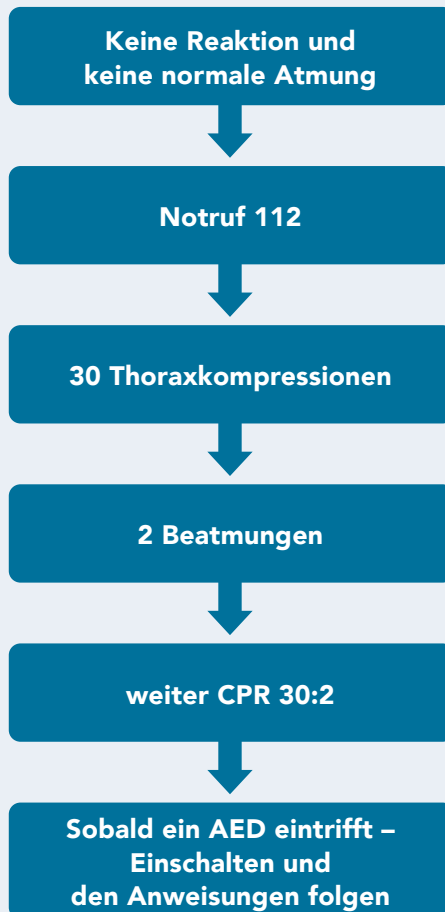 Keine Reaktion und
keine normale Atmung
Notruf 112
30 Thoraxkompressionen
2 Beatmungen
weiter CPR 30:2
Sobald ein AED eintrifft –
Einschalten und
den Anweisungen folgen